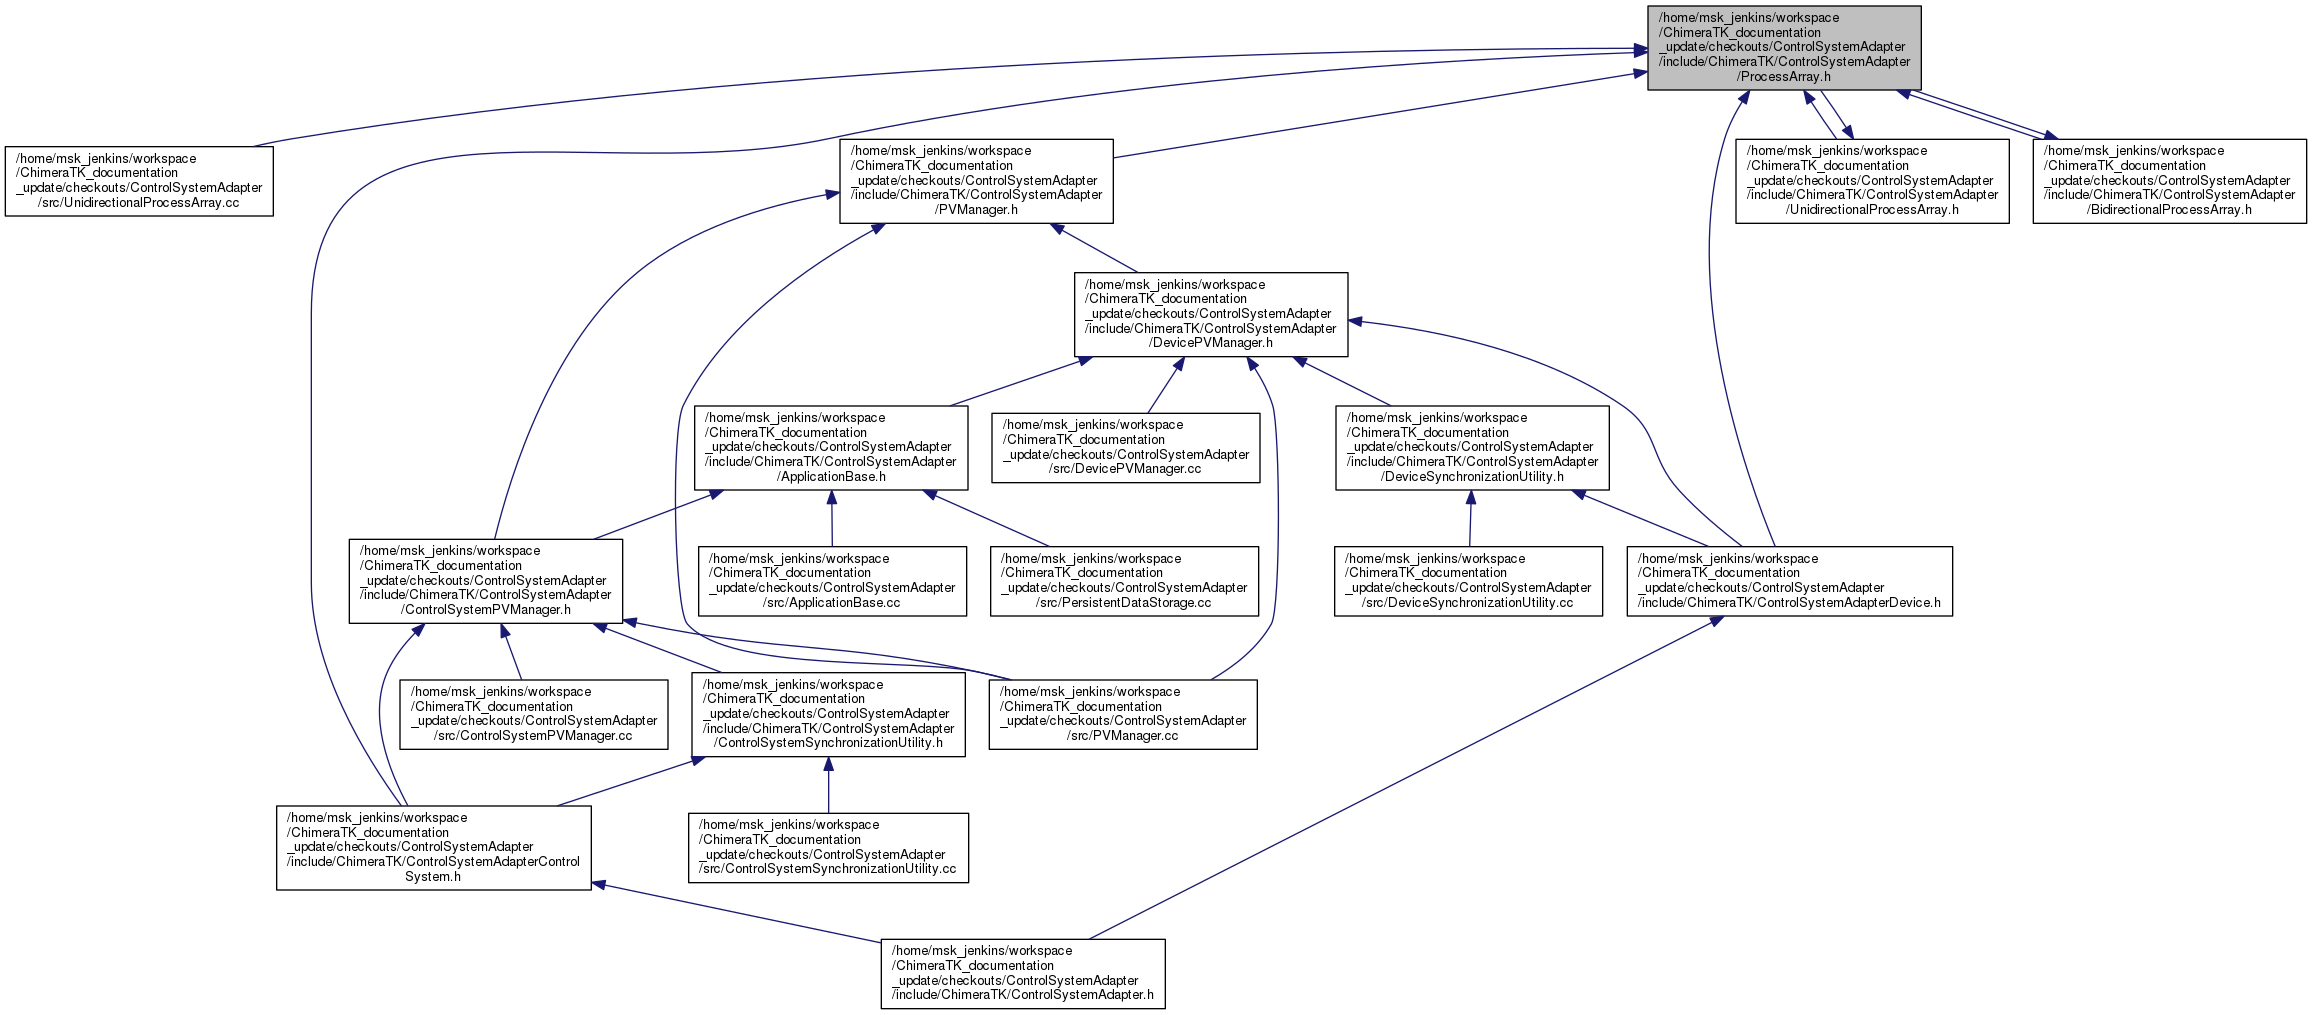 /home/msk_jenkins/workspace
/ChimeraTK_documentation
_update/checkouts/ControlSystemAdapter
/include/ChimeraTK/ControlSystemAdapter
/ProcessArray.h
/home/msk_jenkins/workspace
/ChimeraTK_documentation
_update/checkouts/ControlSystemAdapter
/src/UnidirectionalProcessArray.cc
/home/msk_jenkins/workspace
/ChimeraTK_documentation
_update/checkouts/ControlSystemAdapter
/include/ChimeraTK/ControlSystemAdapter
/PVManager.h
/home/msk_jenkins/workspace
/ChimeraTK_documentation
_update/checkouts/ControlSystemAdapter
/include/ChimeraTK/ControlSystemAdapter
/UnidirectionalProcessArray.h
/home/msk_jenkins/workspace
/ChimeraTK_documentation
_update/checkouts/ControlSystemAdapter
/include/ChimeraTK/ControlSystemAdapter
/BidirectionalProcessArray.h
/home/msk_jenkins/workspace
/ChimeraTK_documentation
_update/checkouts/ControlSystemAdapter
/include/ChimeraTK/ControlSystemAdapter
/DevicePVManager.h
/home/msk_jenkins/workspace
/ChimeraTK_documentation
_update/checkouts/ControlSystemAdapter
/include/ChimeraTK/ControlSystemAdapter
/ApplicationBase.h
/home/msk_jenkins/workspace
/ChimeraTK_documentation
_update/checkouts/ControlSystemAdapter
/src/DevicePVManager.cc
/home/msk_jenkins/workspace
/ChimeraTK_documentation
_update/checkouts/ControlSystemAdapter
/include/ChimeraTK/ControlSystemAdapter
/DeviceSynchronizationUtility.h
/home/msk_jenkins/workspace
/ChimeraTK_documentation
_update/checkouts/ControlSystemAdapter
/include/ChimeraTK/ControlSystemAdapter
/ControlSystemPVManager.h
/home/msk_jenkins/workspace
/ChimeraTK_documentation
_update/checkouts/ControlSystemAdapter
/src/ApplicationBase.cc
/home/msk_jenkins/workspace
/ChimeraTK_documentation
_update/checkouts/ControlSystemAdapter
/src/PersistentDataStorage.cc
/home/msk_jenkins/workspace
/ChimeraTK_documentation
_update/checkouts/ControlSystemAdapter
/src/DeviceSynchronizationUtility.cc
/home/msk_jenkins/workspace
/ChimeraTK_documentation
_update/checkouts/ControlSystemAdapter
/include/ChimeraTK/ControlSystemAdapterDevice.h
/home/msk_jenkins/workspace
/ChimeraTK_documentation
_update/checkouts/ControlSystemAdapter
/src/ControlSystemPVManager.cc
/home/msk_jenkins/workspace
/ChimeraTK_documentation
_update/checkouts/ControlSystemAdapter
/include/ChimeraTK/ControlSystemAdapter
/ControlSystemSynchronizationUtility.h
/home/msk_jenkins/workspace
/ChimeraTK_documentation
_update/checkouts/ControlSystemAdapter
/src/PVManager.cc
/home/msk_jenkins/workspace
/ChimeraTK_documentation
_update/checkouts/ControlSystemAdapter
/include/ChimeraTK/ControlSystemAdapterControl
System.h
/home/msk_jenkins/workspace
/ChimeraTK_documentation
_update/checkouts/ControlSystemAdapter
/src/ControlSystemSynchronizationUtility.cc
/home/msk_jenkins/workspace
/ChimeraTK_documentation
_update/checkouts/ControlSystemAdapter
/include/ChimeraTK/ControlSystemAdapter.h